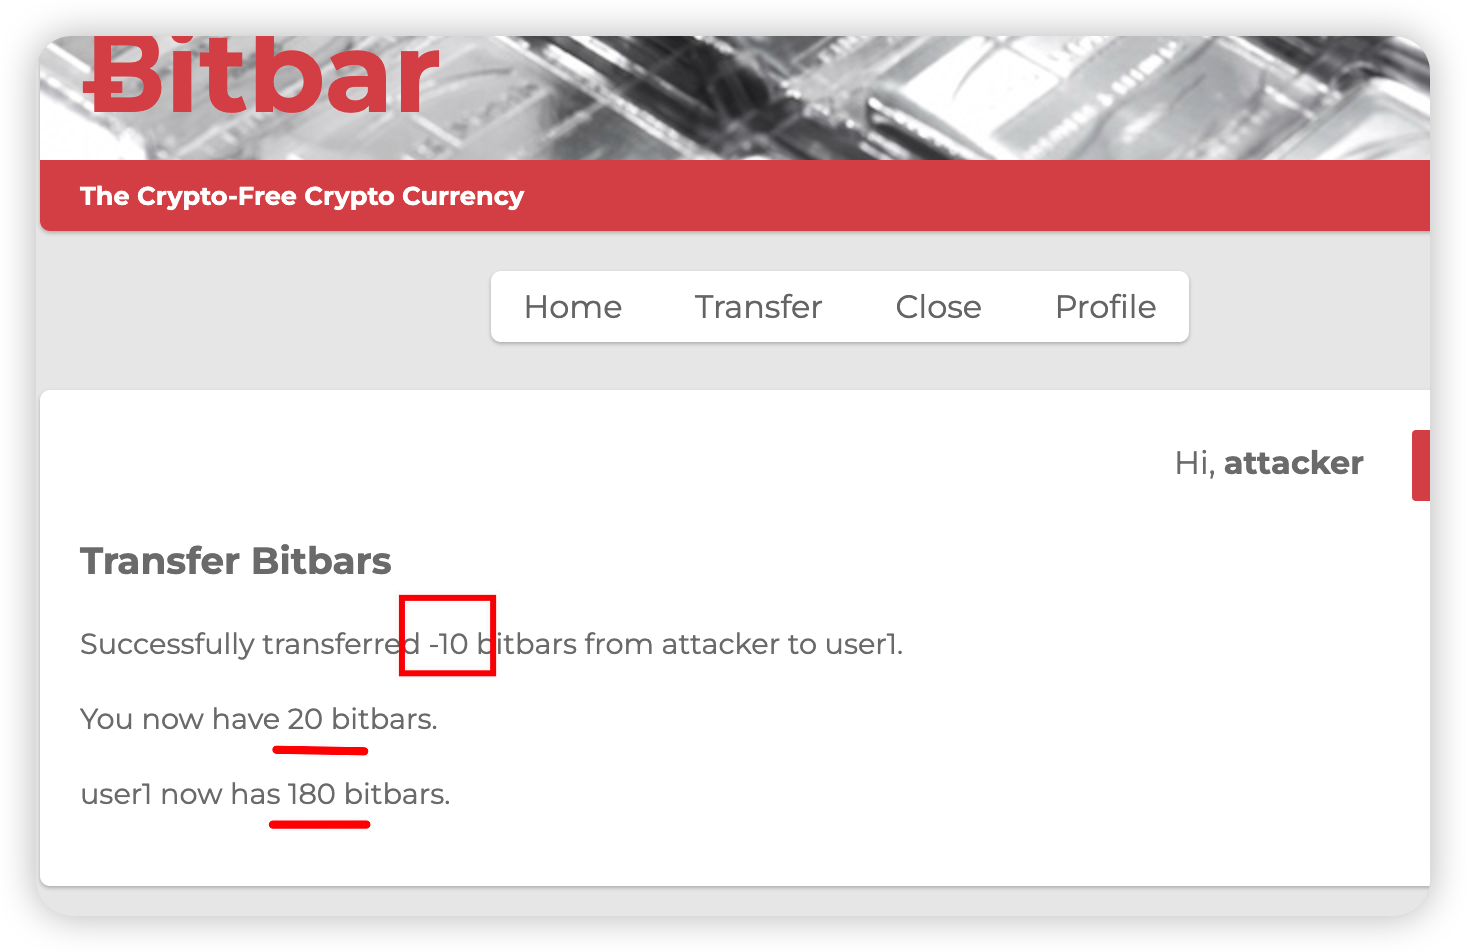 Bitbar
The Crypto-Free Crypto Currency
Home Transfer Close Profile
Hi, attacker
Transfer Bitbars
Successfully transferred -10 bitbars from attacker to user1.
You now have 20 bitbars.
user1 now has 180 bitbars.